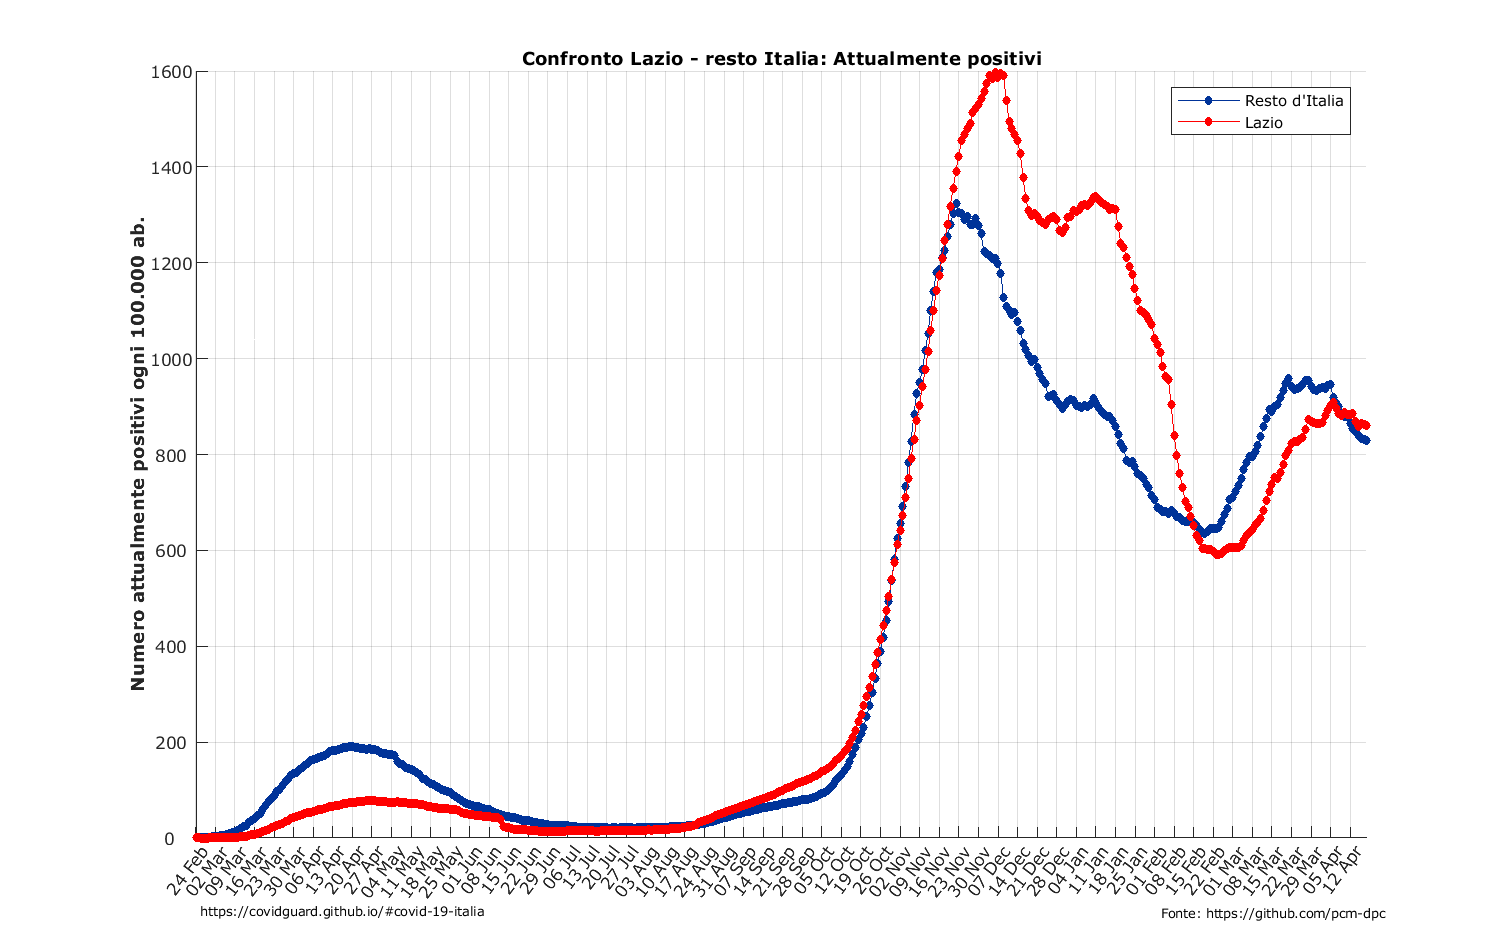 Confronto Lazio - resto Italia: Attualmente positivi
Resto d'Italia
Lazio
Numero attualmente positivi ogni 100.000 ab.
1600
1400
1200
1000
800
600
400
200
0
24 Feb
02 Mar
09 Mar
16 Mar
23 Mar
30 Mar
06 Apr
13 Apr
20 Apr
27 Apr
04 May
11 May
18 May
25 May
01 Jun
08 Jun
15 Jun
22 Jun
29 Jun
06 Jul
13 Jul
20 Jul
27 Jul
03 Aug
10 Aug
17 Aug
24 Aug
31 Aug
07 Sep
14 Sep
21 Sep
28 Sep
05 Oct
12 Oct
19 Oct
26 Oct
02 Nov
09 Nov
16 Nov
23 Nov
30 Nov
07 Dec
14 Dec
21 Dec
28 Dec
04 Jan
11 Jan
18 Jan
25 Jan
01 Feb
08 Feb
15 Feb
22 Feb
01 Mar
08 Mar
15 Mar
22 Mar
29 Mar
05 Apr
12 Apr
https://covidguard.github.io/#covid-19-italia
Fonte: https://github.com/pcm-dpc